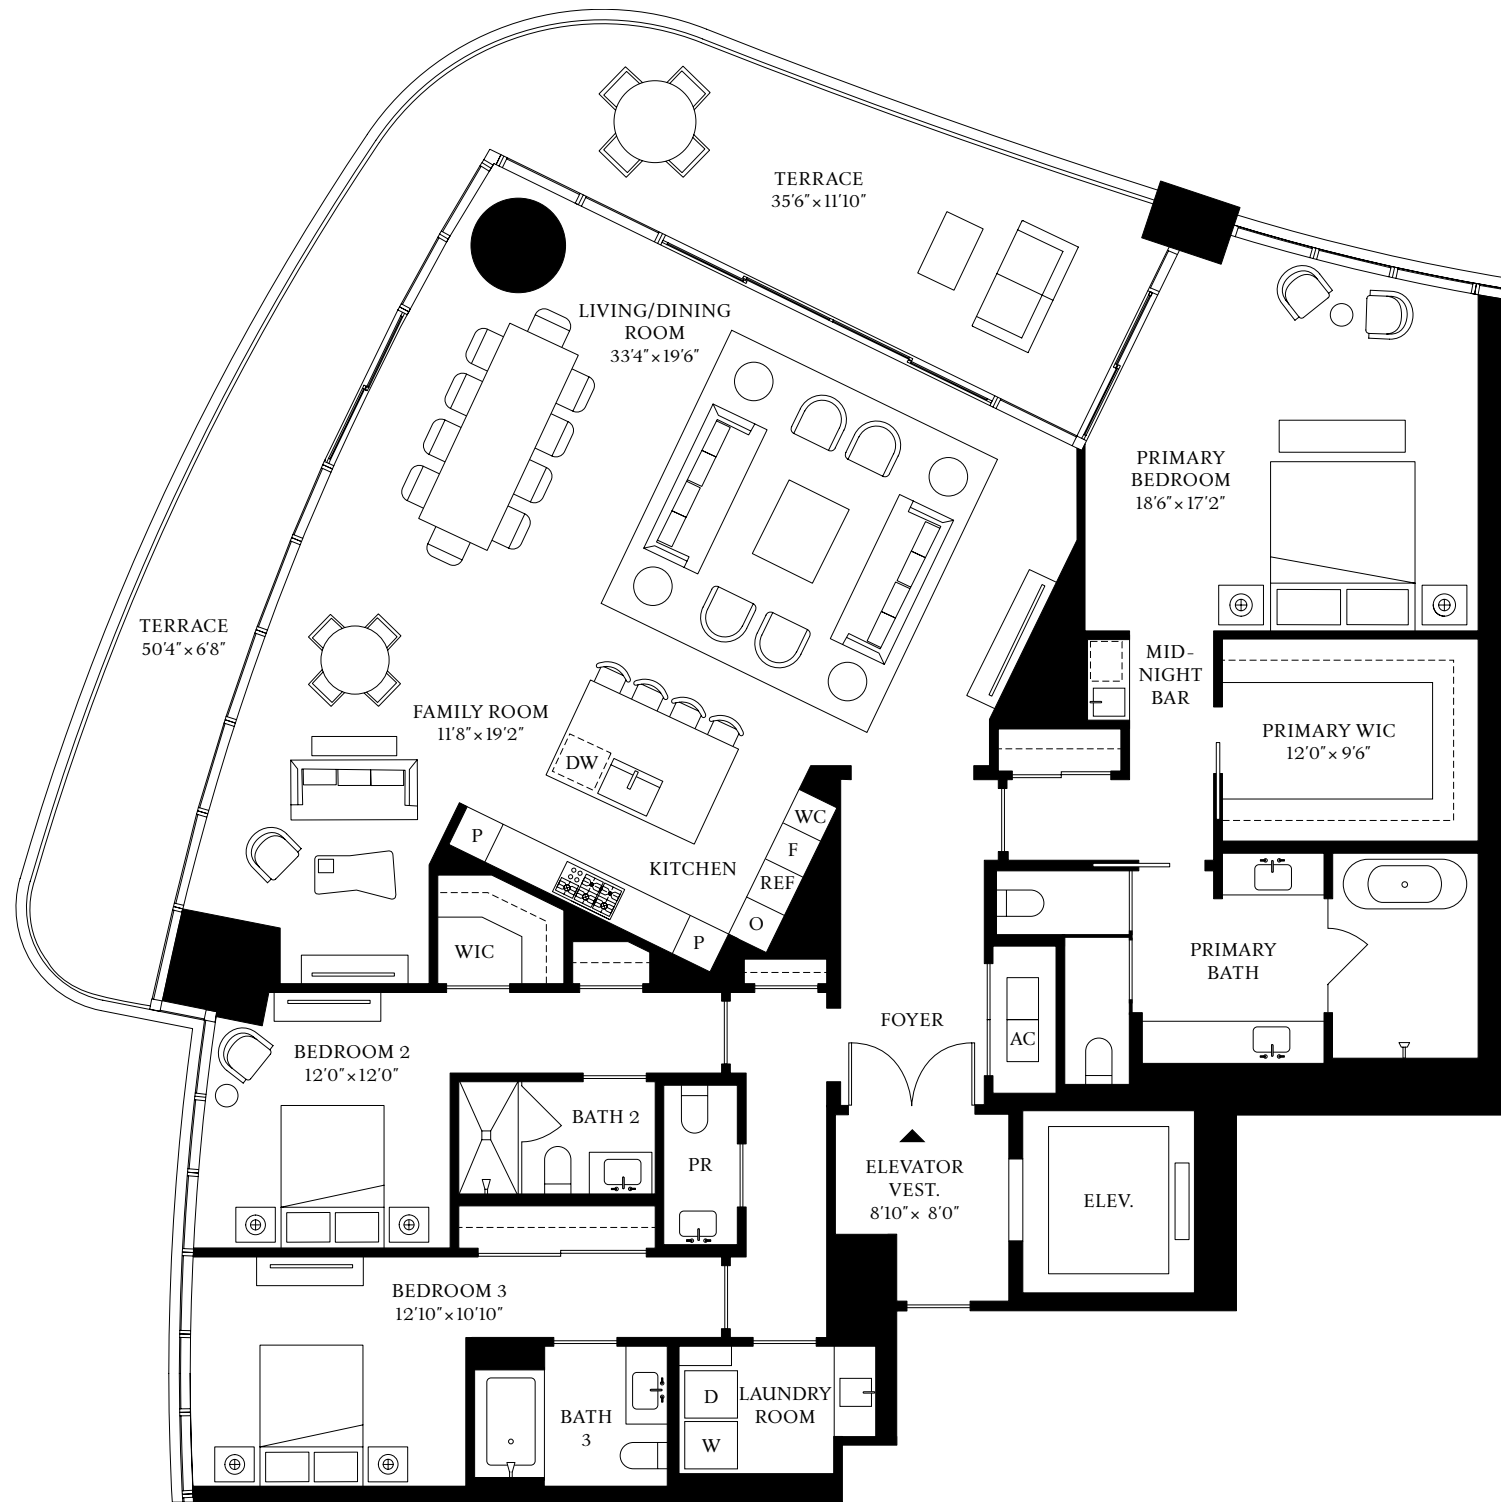 TERRACE
35'6"×11'10"
LIVING/DINING
ROOM
33'4"×19'6"
PRIMARY
BEDROOM
18'6"×17'2"
TERRACE
50'4"×6'8"
MID-
NIGHT
BAR
FAMILY ROOM
11'8"×19'2"
PRIMARY WIC
12'0"×9'6"
DW
WC
F
REF
O
P
KITCHEN
P
WIC
PRIMARY
BATH
FOYER
AC
BEDROOM 2
12'0"×12'0"
BATH 2
PR
ELEVATOR
VEST.
8'10"× 8'0"
ELEV.
BEDROOM 3
12'10"×10'10"
BATH
3
D
W
LAUNDRY
ROOM